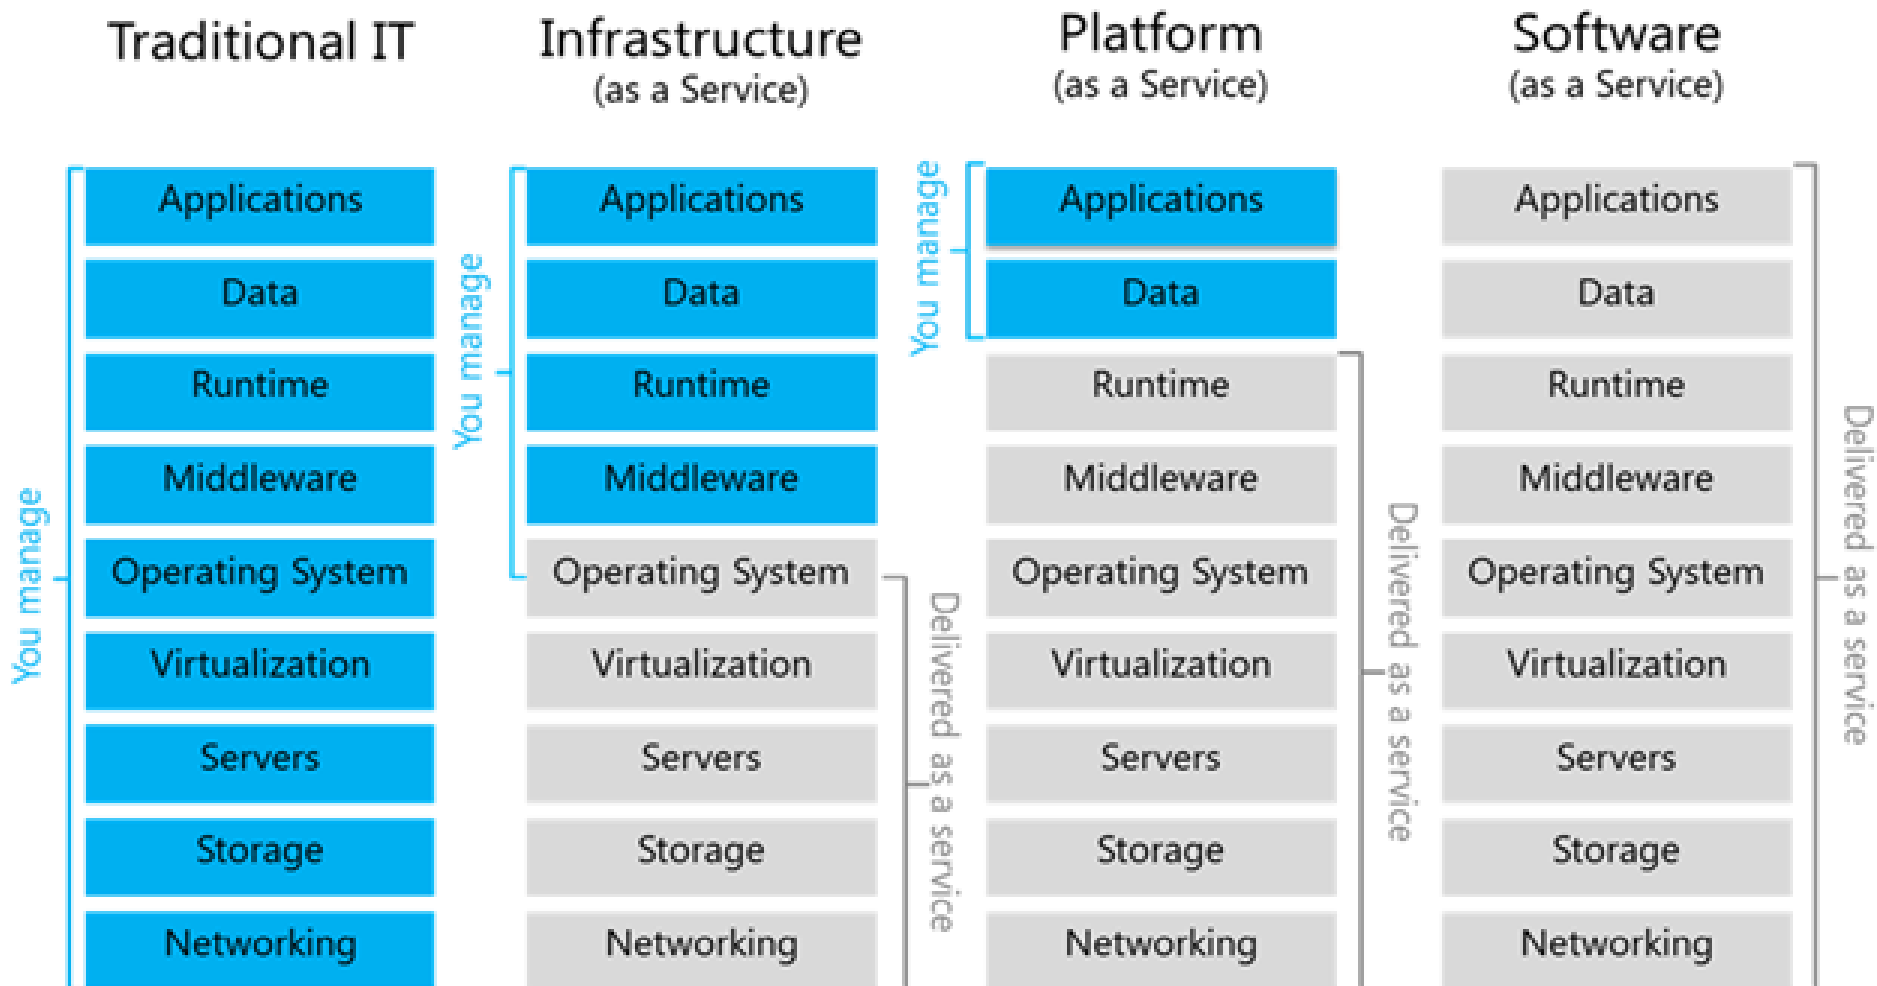 Traditional IT
Infrastructure
(as a Service)
Platform
(as a Service)
Software
(as a Service)
You manage
Applications
Data
Runtime
Middleware
Operating System
Virtualization
Servers
Storage
Networking
You manage
Applications
Data
Runtime
Middleware
Operating System
Virtualization
Servers
Storage
Networking
Delivered as a service
You manage
Applications
Data
Runtime
Middleware
Operating System
Virtualization
Servers
Storage
Networking
Delivered as a service
Applications
Data
Runtime
Middleware
Operating System
Virtualization
Servers
Storage
Networking
Delivered as a service